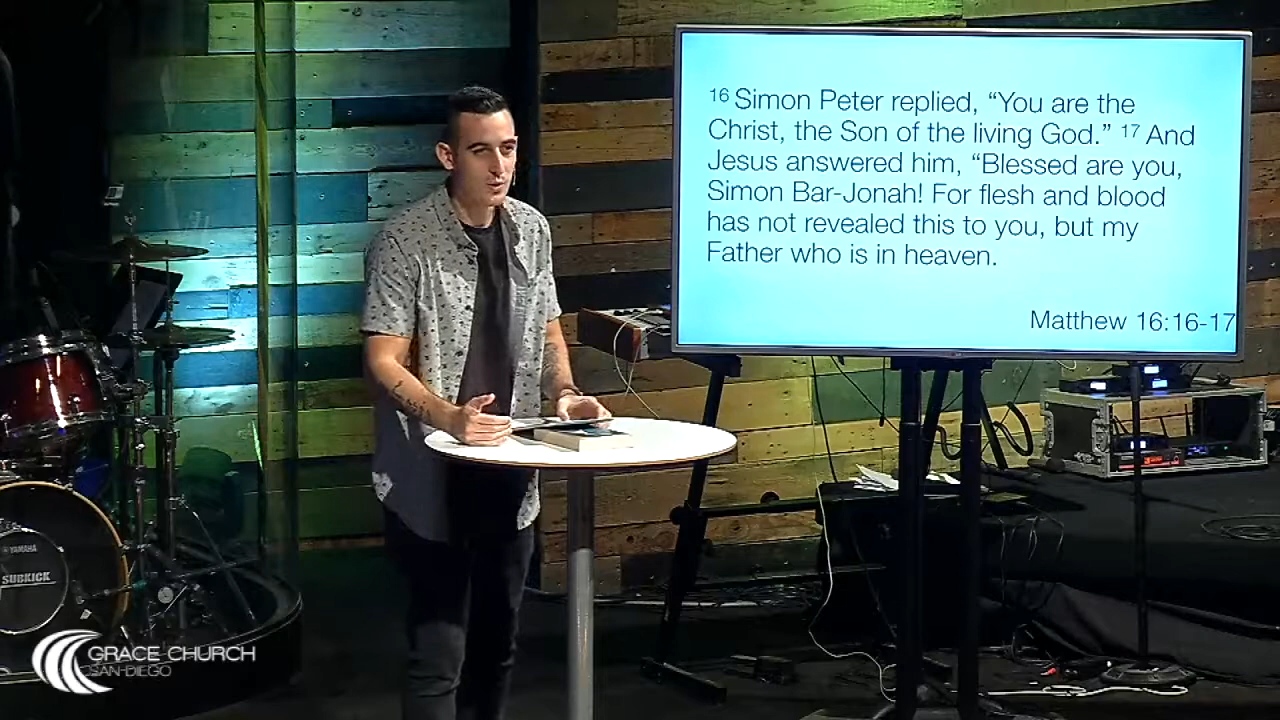 16 Simon Peter replied, “You are the
Christ, the Son of the living God.” 17 And
Jesus answered him, “Blessed are you,
Simon Bar-Jonah! For flesh and blood
has not revealed this to you, but my
Father who is in heaven.
Matthew 16:16-17
YAMAHA
SUBKICK
GRACE CHURCH
SAN DIEGO